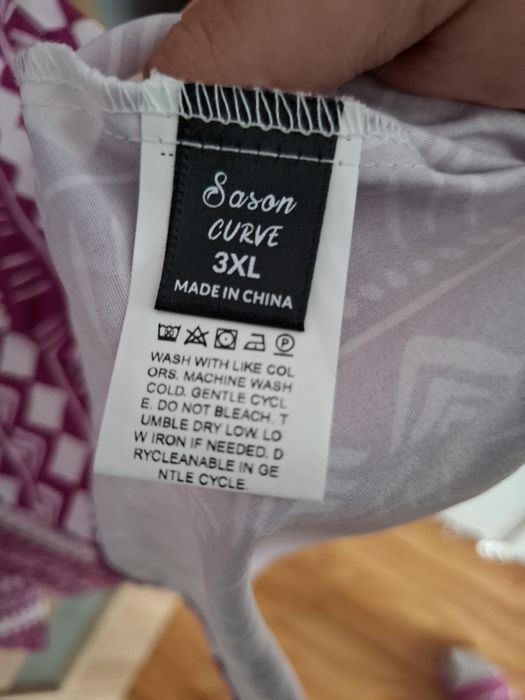 Sason
CURVE
3XL
MADE IN CHINA
WASH WITH LIKE COL
ORS. MACHINE WASH
COLD. GENTLE CYCL
E. DO NOT BLEACH. T
UMBLE DRY LOW. LO
W IRON IF NEEDED. D
RYCLEANABLE IN GE
NTLE CYCLE.